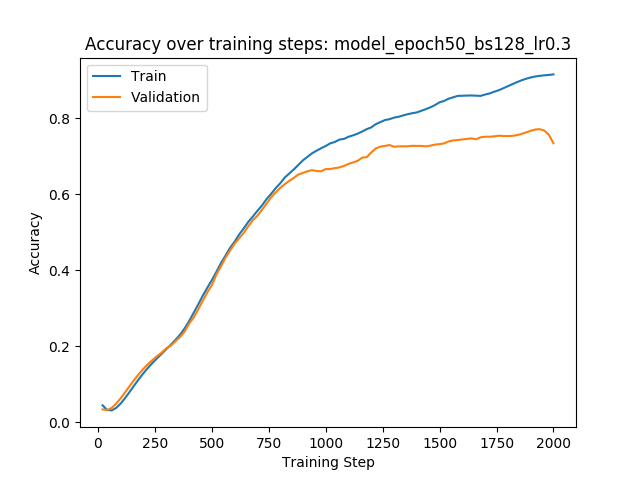 Accuracy over training steps: model_epoch50_bs128_lr0.3
Train
Validation
0.8
0.6
0.4
0.2
0.0
Accuracy
0 250 500 750 1000 1250 1500 1750 2000
Training Step